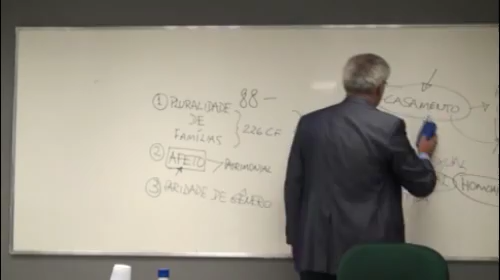 88 —
① PLURALIDADE
DE
FAMÍLIAS
226 CF
② AFETO
PATRIMONIAL
③ PARIDADE DE GÊNERO
CASAMENTO